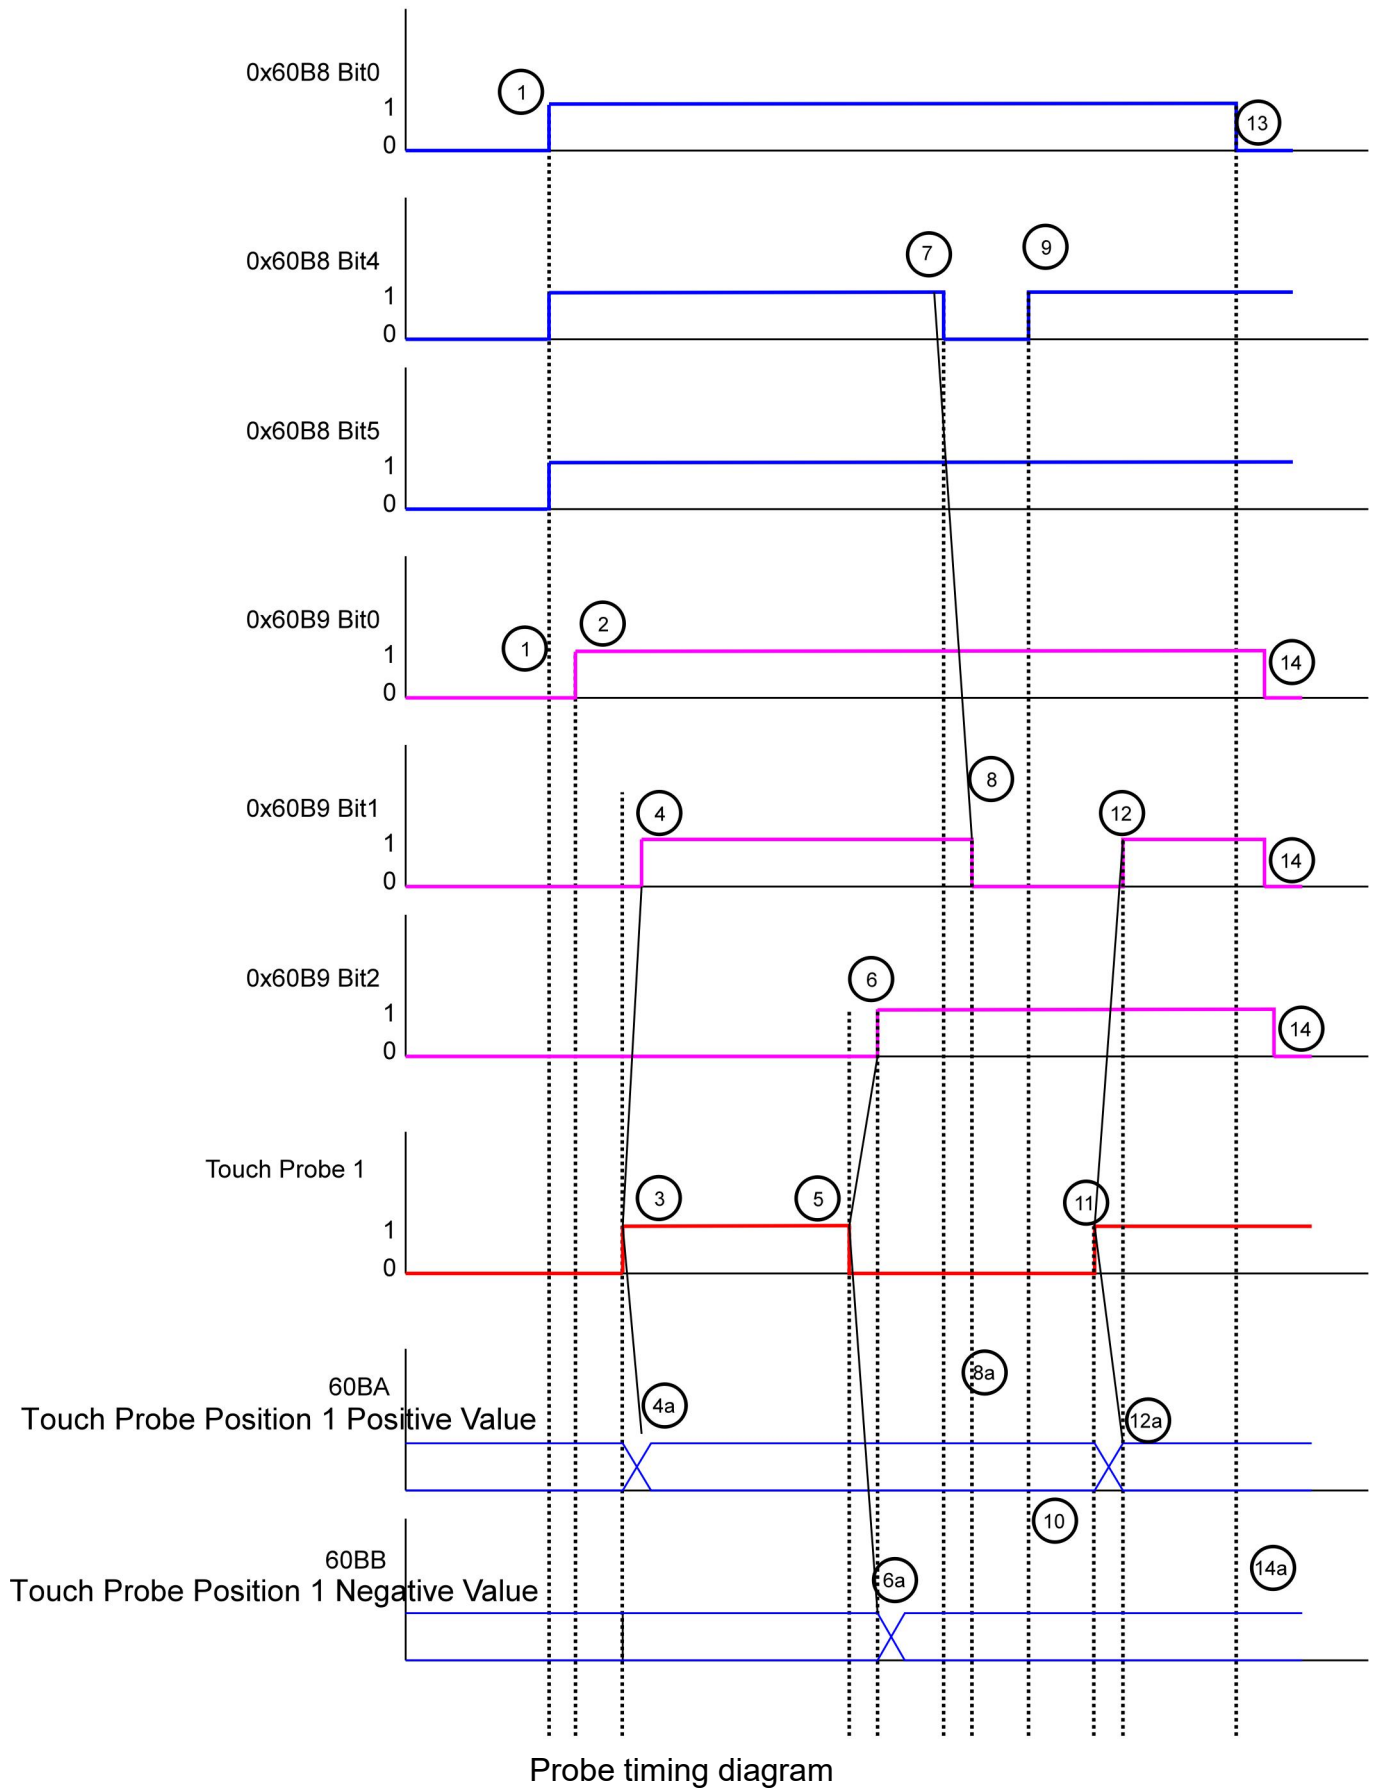 0x60B8 Bit0
1
1
0
13
0x60B8 Bit4
7
9
1
0
0x60B8 Bit5
1
0
0x60B9 Bit0
1
2
1
0
14
0x60B9 Bit1
4
8
12
1
0
14
0x60B9 Bit2
6
1
0
14
Touch Probe 1
3
5
11
1
0
60BA
Touch Probe Position 1 Positive Value
4a
8a
12a
60BB
Touch Probe Position 1 Negative Value
6a
10
14a
Probe timing diagram